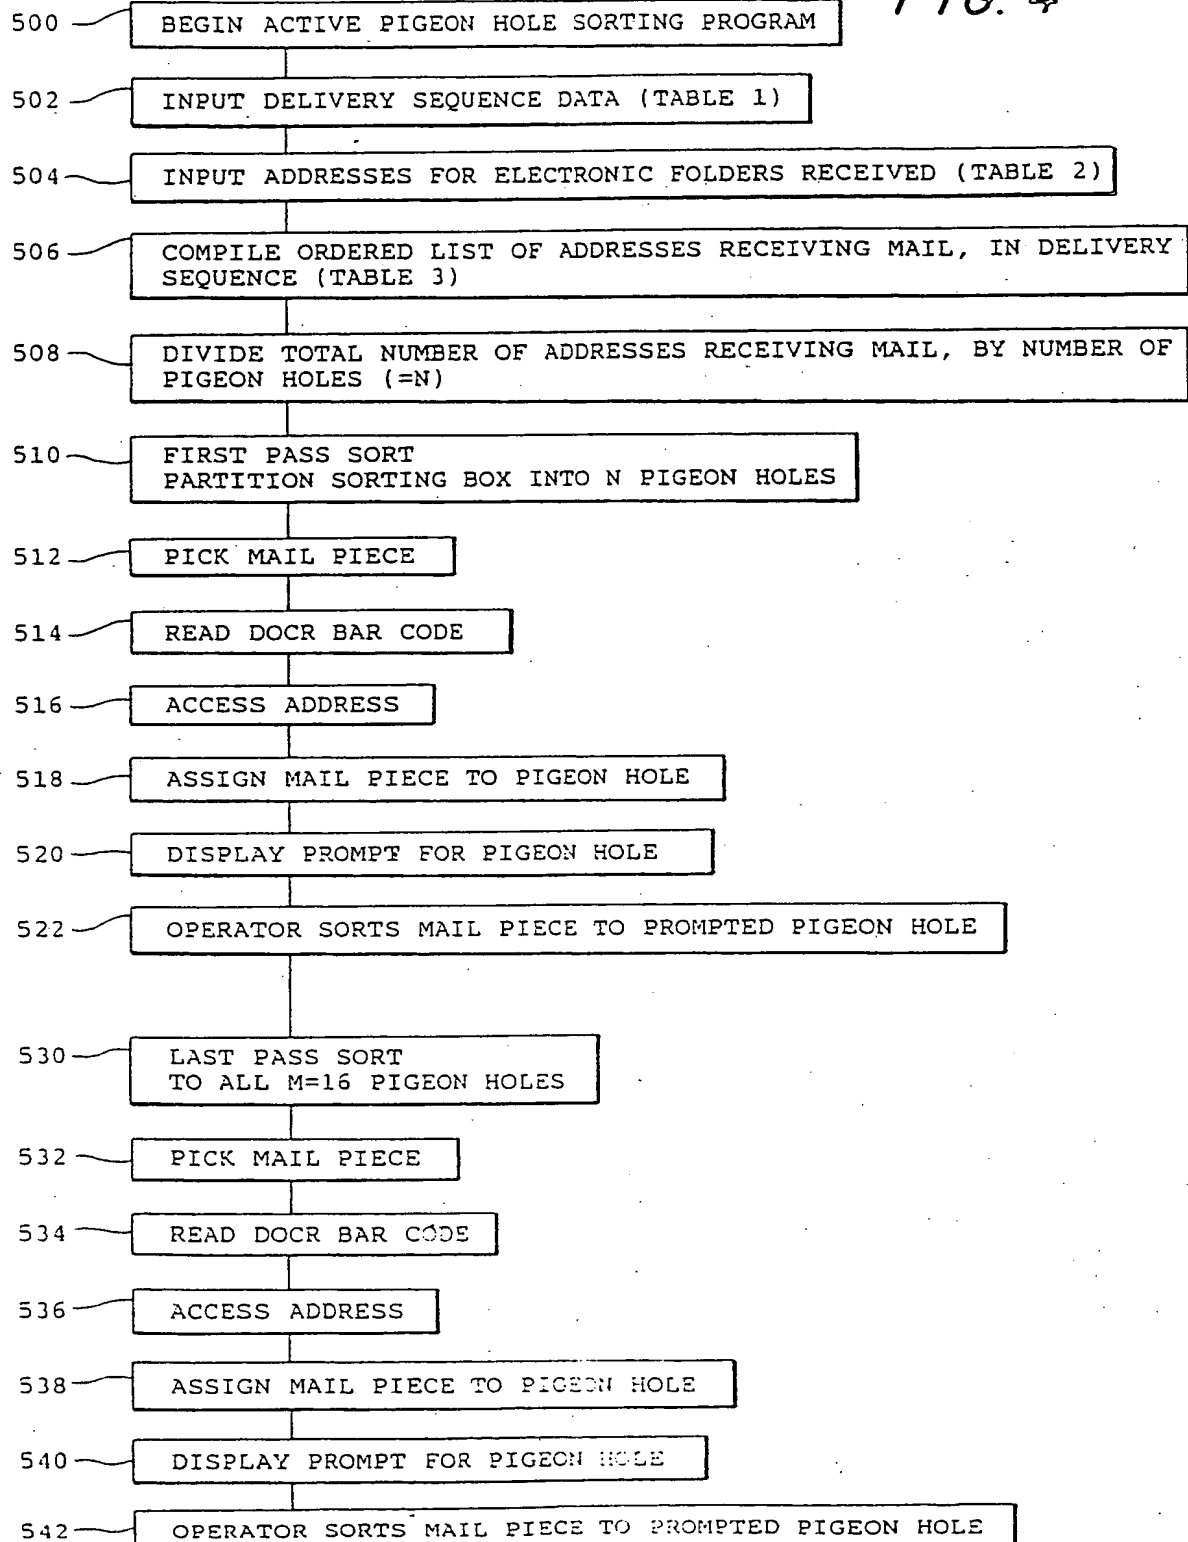 FIG. 4
500 BEGIN ACTIVE PIGEON HOLE SORTING PROGRAM
502 INPUT DELIVERY SEQUENCE DATA (TABLE 1)
504 INPUT ADDRESSES FOR ELECTRONIC FOLDERS RECEIVED (TABLE 2)
506 COMPILE ORDERED LIST OF ADDRESSES RECEIVING MAIL, IN DELIVERY
SEQUENCE (TABLE 3)
508 DIVIDE TOTAL NUMBER OF ADDRESSES RECEIVING MAIL, BY NUMBER OF
PIGEON HOLES (=N)
510 FIRST PASS SORT
PARTITION SORTING BOX INTO N PIGEON HOLES
512 PICK MAIL PIECE
514 READ DOCR BAR CODE
516 ACCESS ADDRESS
518 ASSIGN MAIL PIECE TO PIGEON HOLE
520 DISPLAY PROMPT FOR PIGEON HOLE
522 OPERATOR SORTS MAIL PIECE TO PROMPTED PIGEON HOLE
530 LAST PASS SORT
TO ALL M=16 PIGEON HOLES
532 PICK MAIL PIECE
534 READ DOCR BAR CODE
536 ACCESS ADDRESS
538 ASSIGN MAIL PIECE TO PIGEON HOLE
540 DISPLAY PROMPT FOR PIGEON HOLE
542 OPERATOR SORTS MAIL PIECE TO PROMPTED PIGEON HOLE